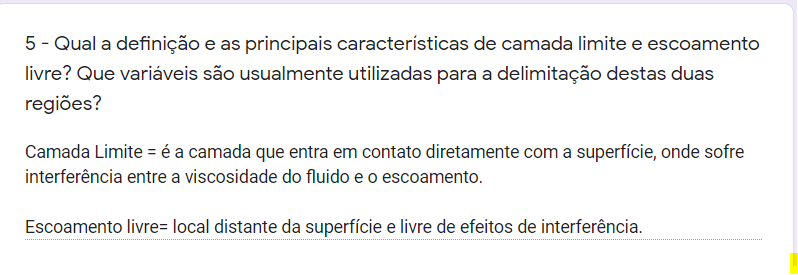 5 - Qual a definição e as principais características de camada limite e escoamento
livre? Que variáveis são usualmente utilizadas para a delimitação destas duas
regiões?
Camada Limite = é a camada que entra em contato diretamente com a superfície, onde sofre
interferência entre a viscosidade do fluido e o escoamento.
Escoamento livre= local distante da superfície e livre de efeitos de interferência.